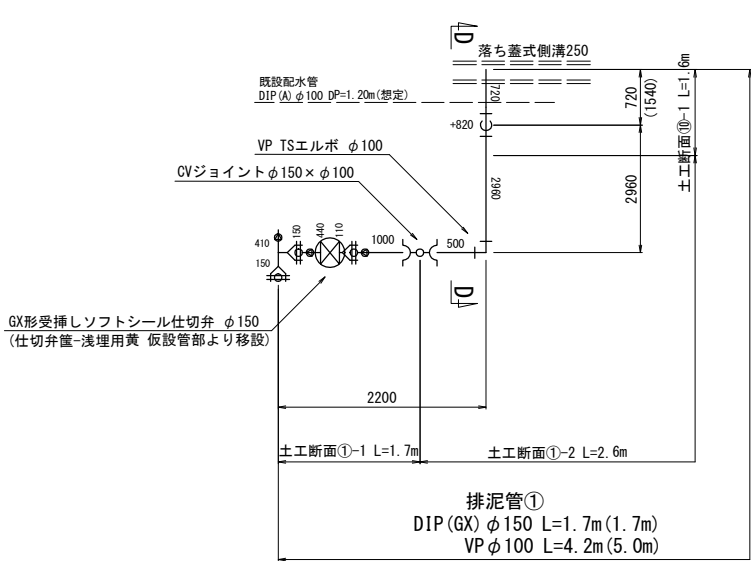 D
落ち蓋式側溝250
既設配水管
DIP(A)φ100 DP=1.20m(想定)
720
720
(1540)
土工断面⑩-1 L=1.6m
+820
VP TSエルボ φ100
CVジョイントφ150×φ100
2960
2960
410
150
150
440
110
1000
500
D
GX形受挿しソフトシール仕切弁 φ150
(仕切弁筐-浅埋用黄 仮設管部より移設)
2200
土工断面①-1 L=1.7m
土工断面①-2 L=2.6m
排泥管①
DIP(GX)φ150 L=1.7m(1.7m)
VPφ100 L=4.2m(5.0m)